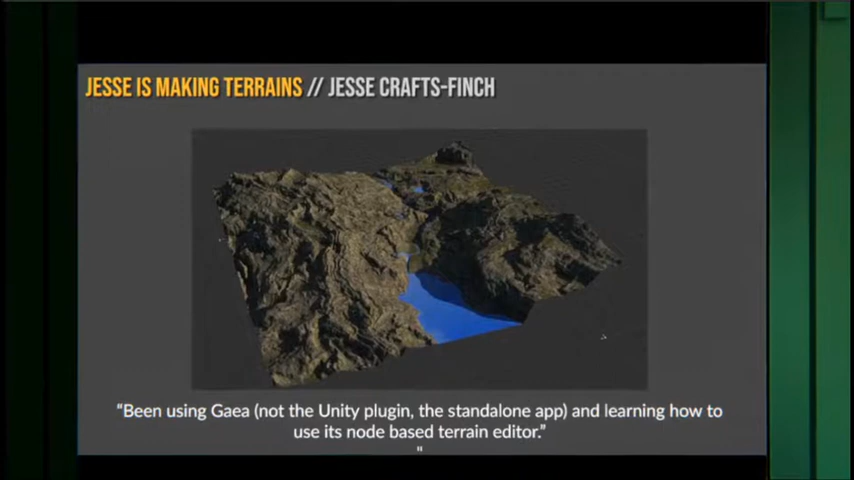 JESSE IS MAKING TERRAINS // JESSE CRAFTS-FINCH
“Been using Gaea (not the Unity plugin, the standalone app) and learning how to
use its node based terrain editor.”
“